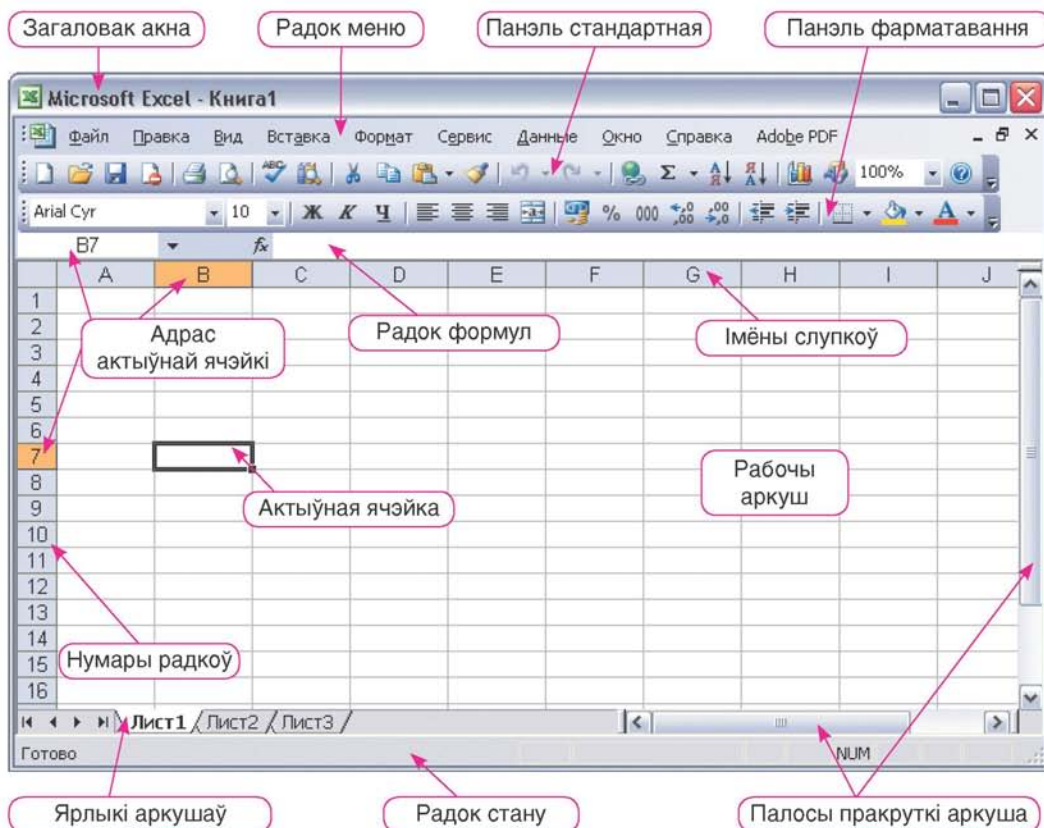 Загаловак акна
Радок меню
Панэль стандартная
Панэль фарматавання
Microsoft Excel - Книга1
Файл Правка Вид Вставка Формат Сервис Данные Окно Справка Adobe PDF
100%
Arial Cyr 10 Ж К Ч % 000
B7 fx
A B C D E F G H I J
1
2
3
4
5
6
7
8
9
10
11
12
13
14
15
16
Адрас
актыўнай ячэйкі
Радок формул
Імёны слупкоў
Рабочы
аркуш
Актыўная ячэйка
Нумары радкоў
Лист1 Лист2 Лист3
Готово NUM
Ярлыкі аркушаў
Радок стану
Палосы пракруткі аркуша